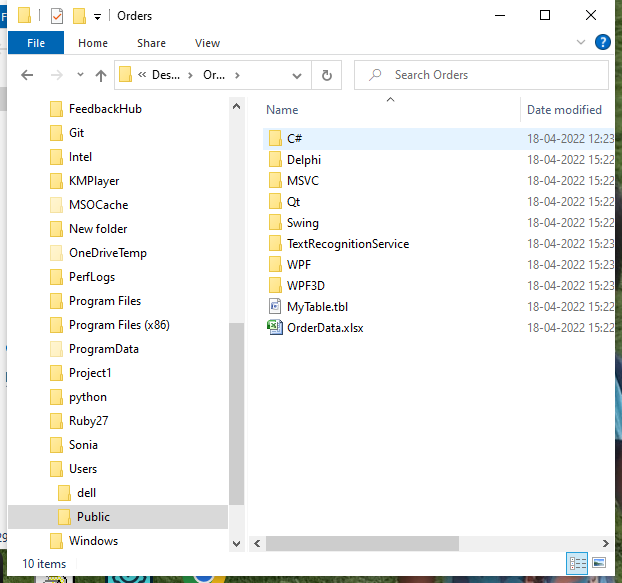 Orders
File Home Share View
« Des... › Or... › Search Orders
FeedbackHub
Git
Intel
KMPlayer
MSOCache
New folder
OneDriveTemp
PerfLogs
Program Files
Program Files (x86)
ProgramData
Project1
python
Ruby27
Sonia
Users
dell
Public
Windows
Name Date modified
C# 18-04-2022 12:23
Delphi 18-04-2022 15:22
MSVC 18-04-2022 15:22
Qt 18-04-2022 15:22
Swing 18-04-2022 15:22
TextRecognitionService 18-04-2022 15:23
WPF 18-04-2022 15:23
WPF3D 18-04-2022 15:23
MyTable.tbl 18-04-2022 15:22
OrderData.xlsx 18-04-2022 15:22
10 items